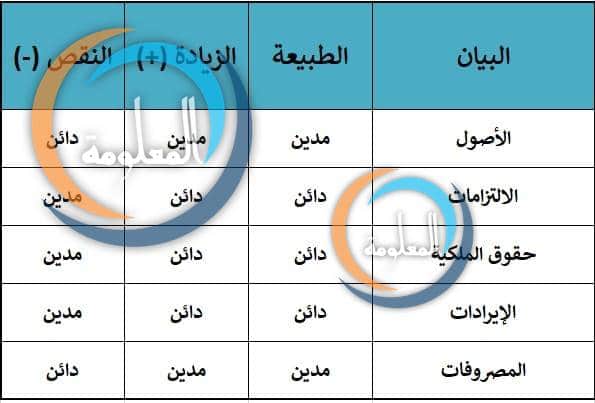 البيان الطبيعة الزيادة (+) النقص (-)
الأصول مدين مدين دائن
الالتزامات دائن دائن مدين
حقوق الملكية دائن دائن مدين
الإيرادات دائن دائن مدين
المصروفات مدين مدين دائن
المعلومة
المعلومة